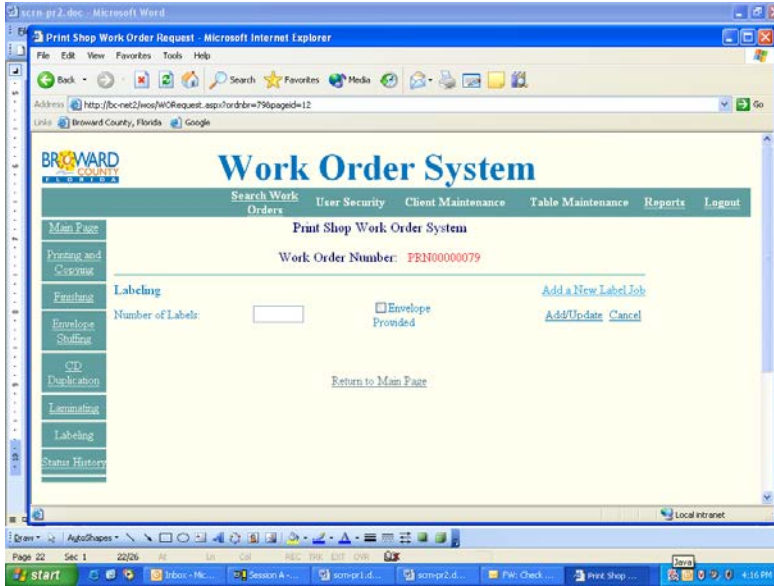 scrn-pr2.doc - Microsoft Word
Print Shop Work Order Request - Microsoft Internet Explorer
File Edit View Favorites Tools Help
Back Search Favorites Media
Address http://bc-net2/wos/WORequest.aspx?ordnbr=79&pageid=12 Go
Links Broward County, Florida Google
BROWARD COUNTY FLORIDA
Work Order System
Search Work Orders User Security Client Maintenance Table Maintenance Reports Logout
Main Page
Printing and Copying
Finishing
Envelope Stuffing
CD Duplication
Laminating
Labeling
Status History
Print Shop Work Order System
Work Order Number: PRN00000079
Labeling Add a New Label Job
Number of Labels: Envelope Provided Add/Update Cancel
Return to Main Page
Local intranet
Draw AutoShapes
Page 22 Sec 1 22/26 At Ln Col REC TRK EXT OVR
Java
start Inbox - Mic... Session A - ... scrn-pr1.d... scrn-pr2.d... FW: Check ... Print Shop ... 4:16 PM